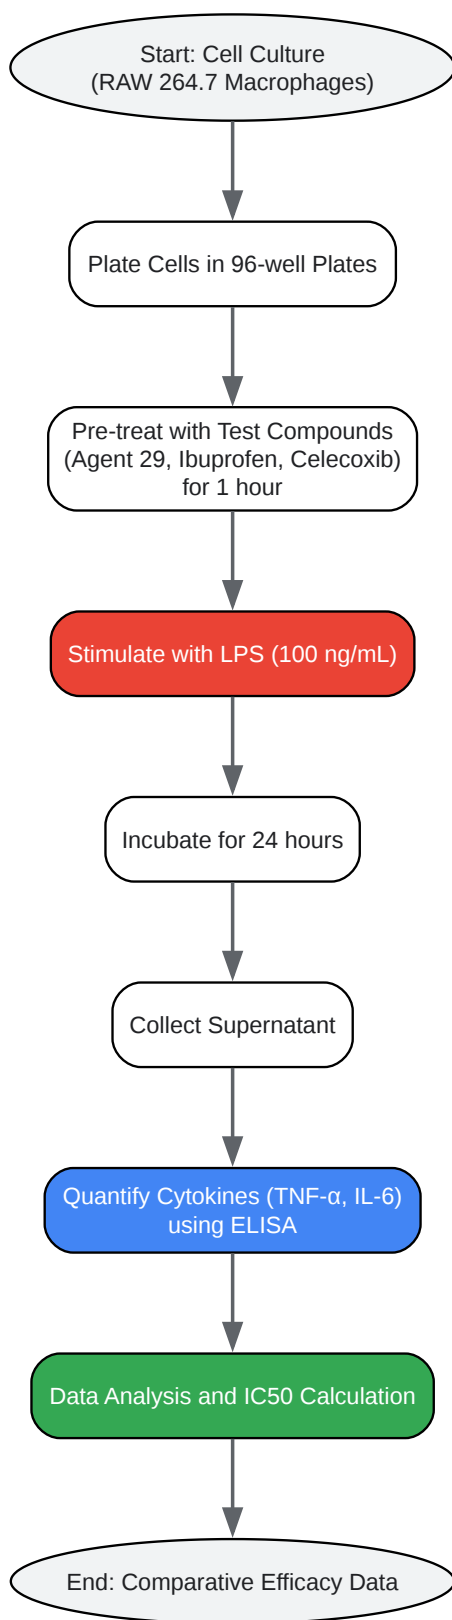 Start: Cell Culture
(RAW 264.7 Macrophages)
Plate Cells in 96-well Plates
Pre-treat with Test Compounds
(Agent 29, Ibuprofen, Celecoxib)
for 1 hour
Stimulate with LPS (100 ng/mL)
Incubate for 24 hours
Collect Supernatant
Quantify Cytokines (TNF-α, IL-6)
using ELISA
Data Analysis and IC50 Calculation
End: Comparative Efficacy Data